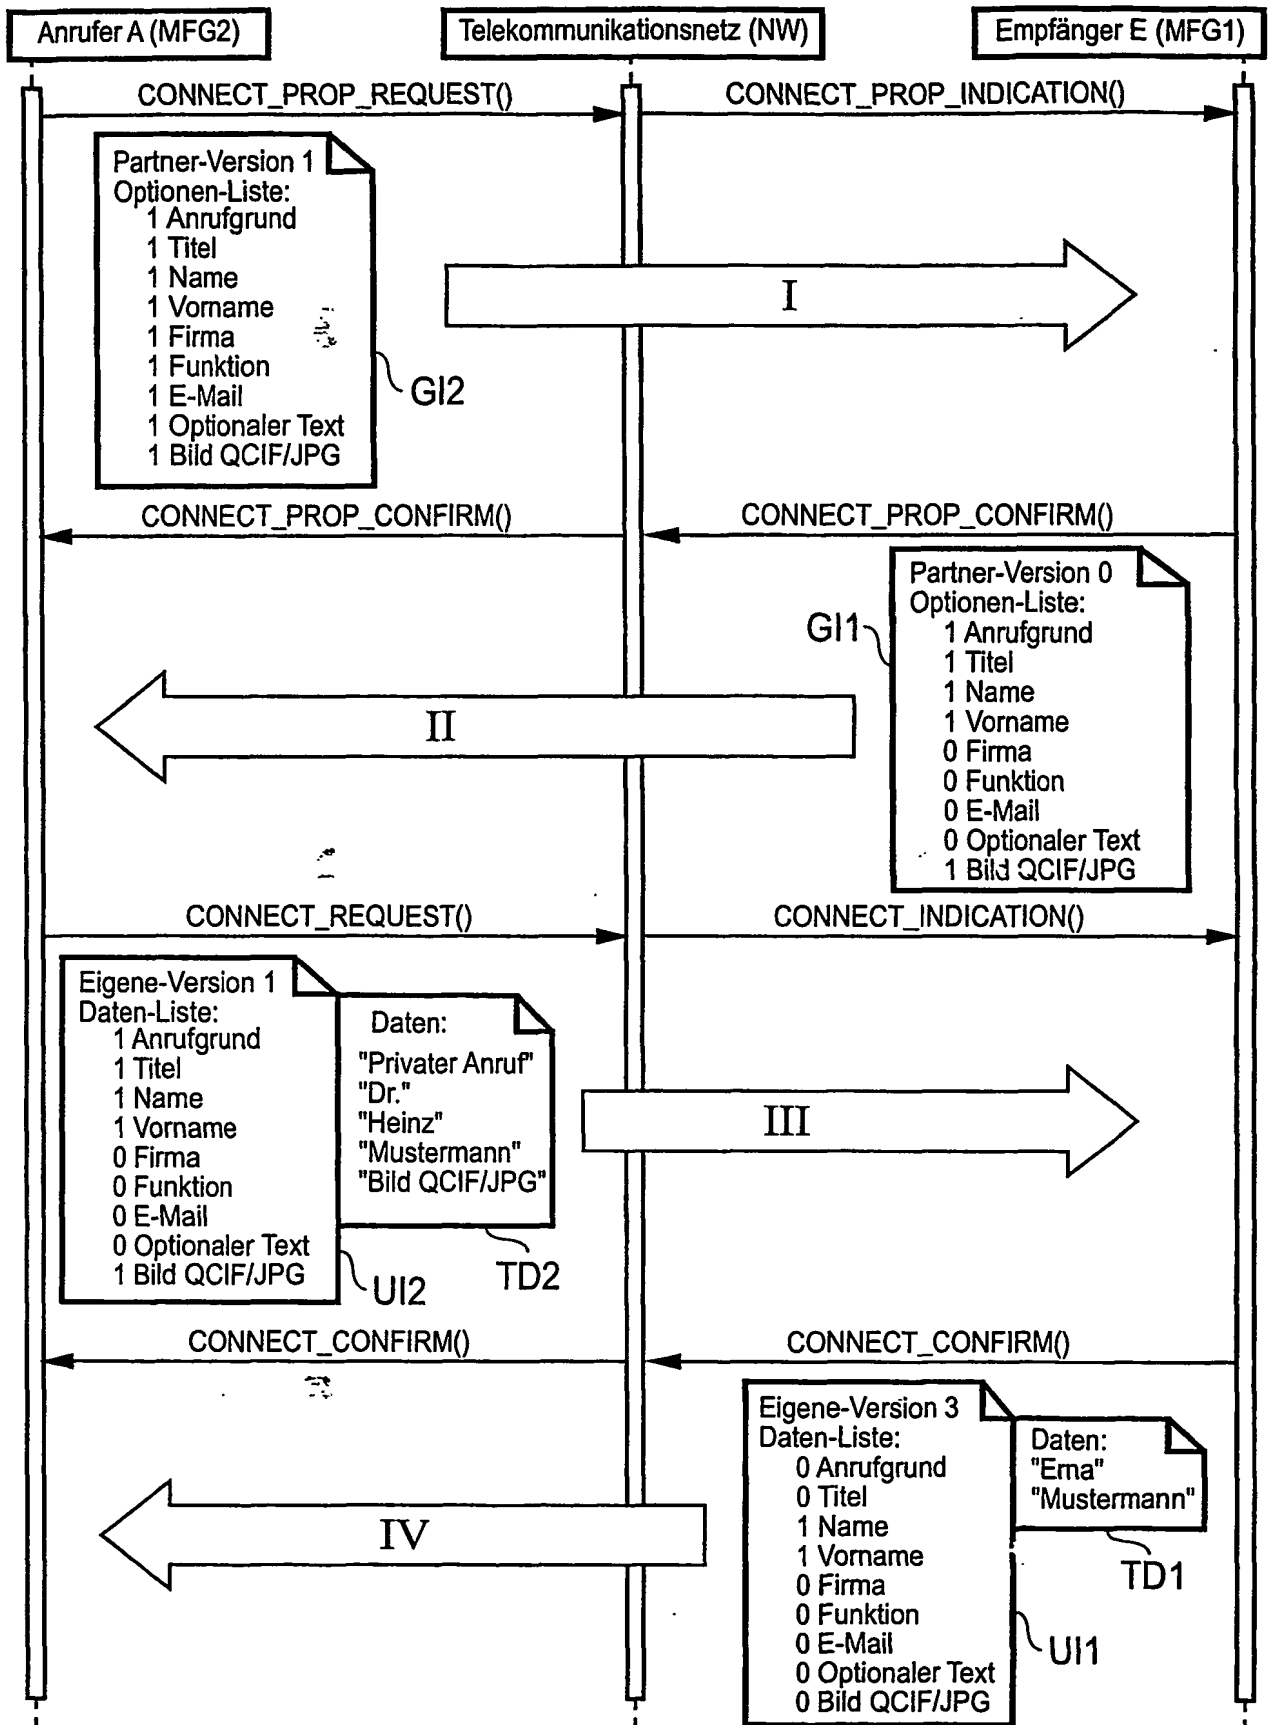 Anrufer A (MFG2)
Telekommunikationsnetz (NW)
Empfänger E (MFG1)
CONNECT_PROP_REQUEST()
CONNECT_PROP_INDICATION()
Partner-Version 1
Optionen-Liste:
1 Anrufgrund
1 Titel
1 Name
1 Vorname
1 Firma
1 Funktion
1 E-Mail
1 Optionaler Text
1 Bild QCIF/JPG
GI2
I
CONNECT_PROP_CONFIRM()
CONNECT_PROP_CONFIRM()
Partner-Version 0
Optionen-Liste:
1 Anrufgrund
1 Titel
1 Name
1 Vorname
0 Firma
0 Funktion
0 E-Mail
0 Optionaler Text
1 Bild QCIF/JPG
GI1
II
CONNECT_REQUEST()
CONNECT_INDICATION()
Eigene-Version 1
Daten-Liste:
1 Anrufgrund
1 Titel
1 Name
1 Vorname
0 Firma
0 Funktion
0 E-Mail
0 Optionaler Text
1 Bild QCIF/JPG
UI2
Daten:
"Privater Anruf"
"Dr."
"Heinz"
"Mustermann"
"Bild QCIF/JPG"
TD2
III
CONNECT_CONFIRM()
CONNECT_CONFIRM()
Eigene-Version 3
Daten-Liste:
0 Anrufgrund
0 Titel
1 Name
1 Vorname
0 Firma
0 Funktion
0 E-Mail
0 Optionaler Text
0 Bild QCIF/JPG
UI1
Daten:
"Erna"
"Mustermann"
TD1
IV